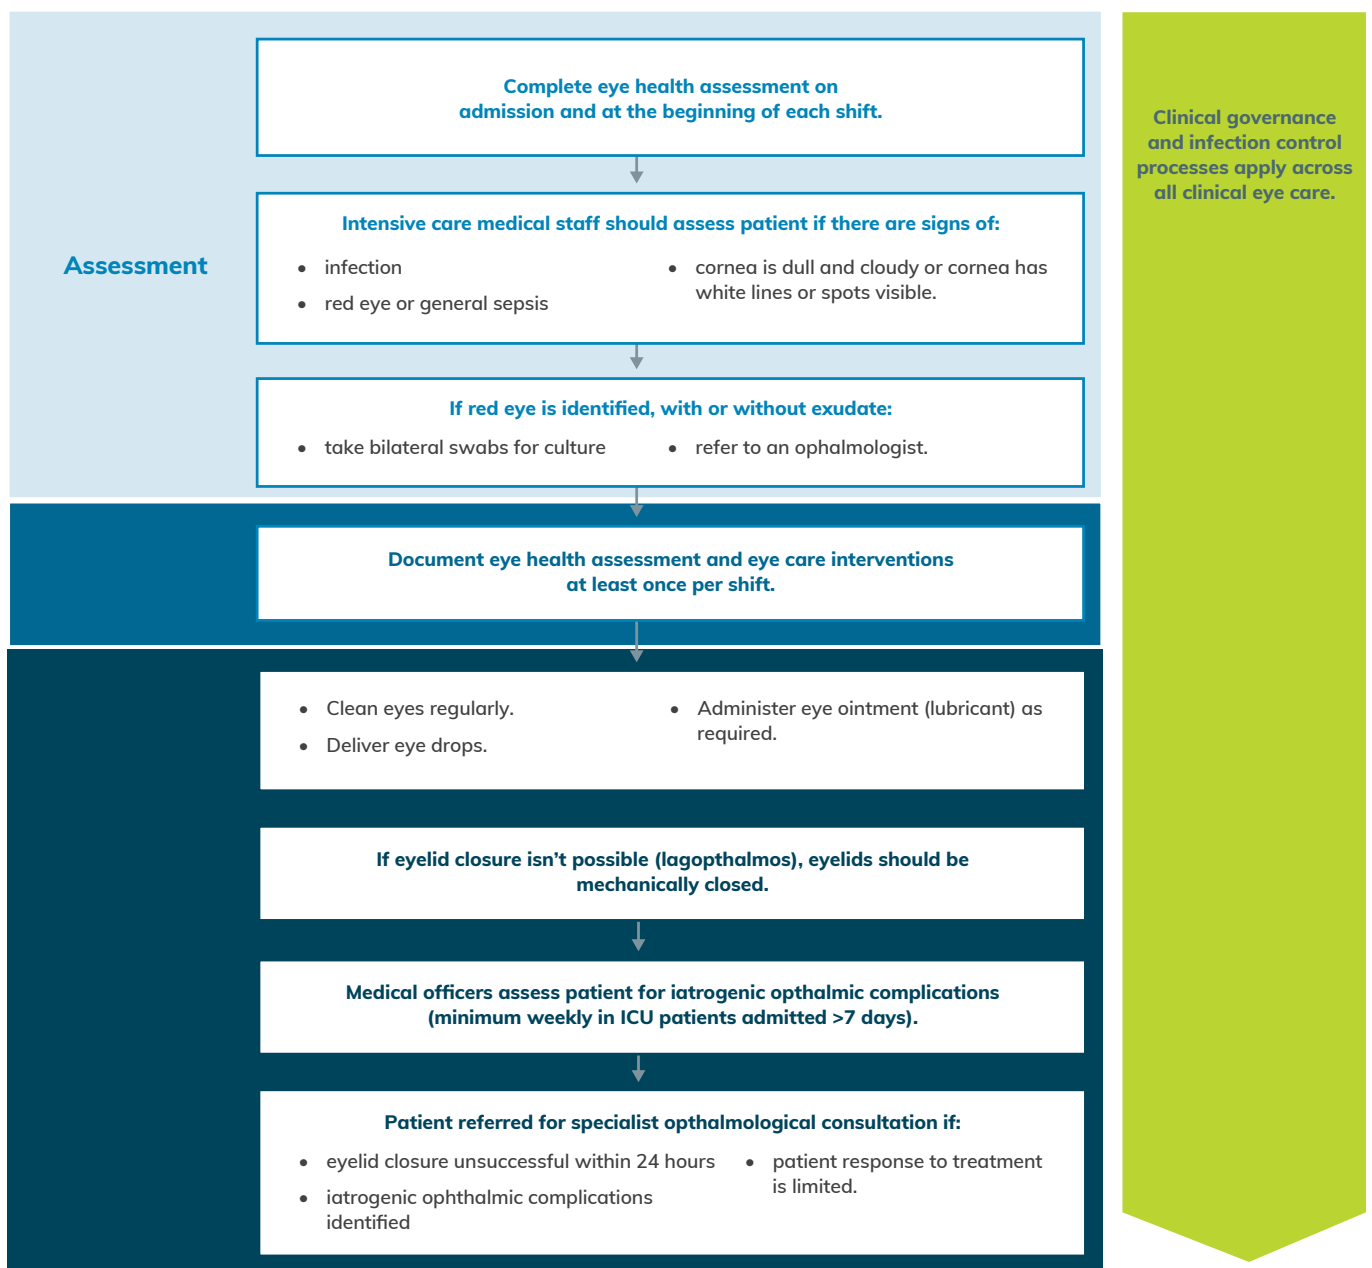 Complete eye health assessment on
admission and at the beginning of each shift.
Assessment
Intensive care medical staff should assess patient if there are signs of:
• infection
• red eye or general sepsis
• cornea is dull and cloudy or cornea has
white lines or spots visible.
If red eye is identified, with or without exudate:
• take bilateral swabs for culture
• refer to an ophalmologist.
Document eye health assessment and eye care interventions
at least once per shift.
• Clean eyes regularly.
• Deliver eye drops.
• Administer eye ointment (lubricant) as
required.
If eyelid closure isn’t possible (lagopthalmos), eyelids should be
mechanically closed.
Medical officers assess patient for iatrogenic opthalmic complications
(minimum weekly in ICU patients admitted >7 days).
Patient referred for specialist opthalmological consultation if:
• eyelid closure unsuccessful within 24 hours
• iatrogenic ophthalmic complications
identified
• patient response to treatment
is limited.
Clinical governance
and infection control
processes apply across
all clinical eye care.